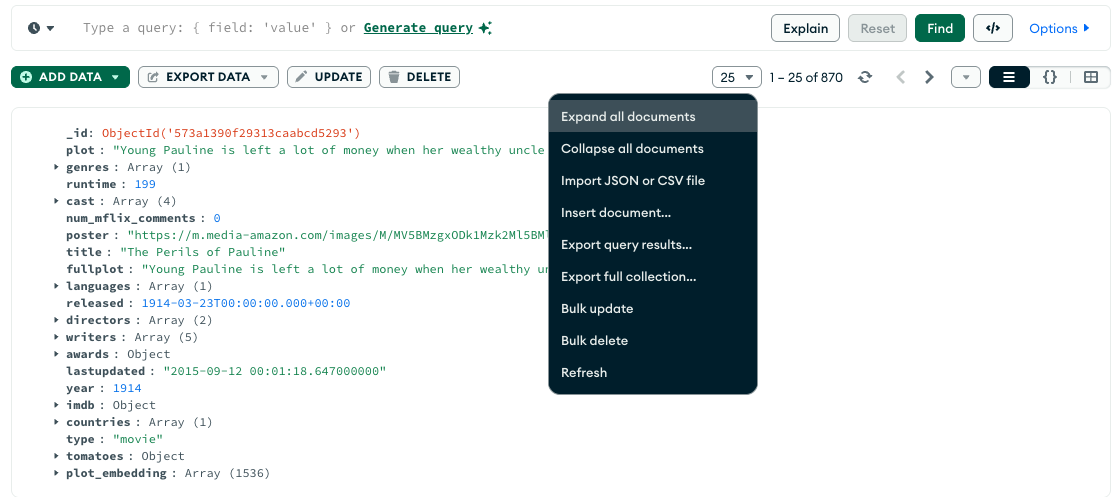 Type a query: { field: 'value' } or Generate query
Explain
Reset
Find
</>
Options
ADD DATA
EXPORT DATA
UPDATE
DELETE
25
1 – 25 of 870
{}
_id: ObjectId('573a1390f29313caabcd5293')
plot : "Young Pauline is left a lot of money when her wealthy uncle
genres : Array (1)
runtime : 199
cast : Array (4)
num_mflix_comments : 0
poster : "https://m.media-amazon.com/images/M/MV5BMzgxODk1Mzk2Ml5BM
title : "The Perils of Pauline"
fullplot : "Young Pauline is left a lot of money when her wealthy un
languages : Array (1)
released : 1914-03-23T00:00:00.000+00:00
directors : Array (2)
writers : Array (5)
awards : Object
lastupdated : "2015-09-12 00:01:18.647000000"
year : 1914
imdb : Object
countries : Array (1)
type : "movie"
tomatoes : Object
plot_embedding : Array (1536)
Expand all documents
Collapse all documents
Import JSON or CSV file
Insert document...
Export query results...
Export full collection...
Bulk update
Bulk delete
Refresh